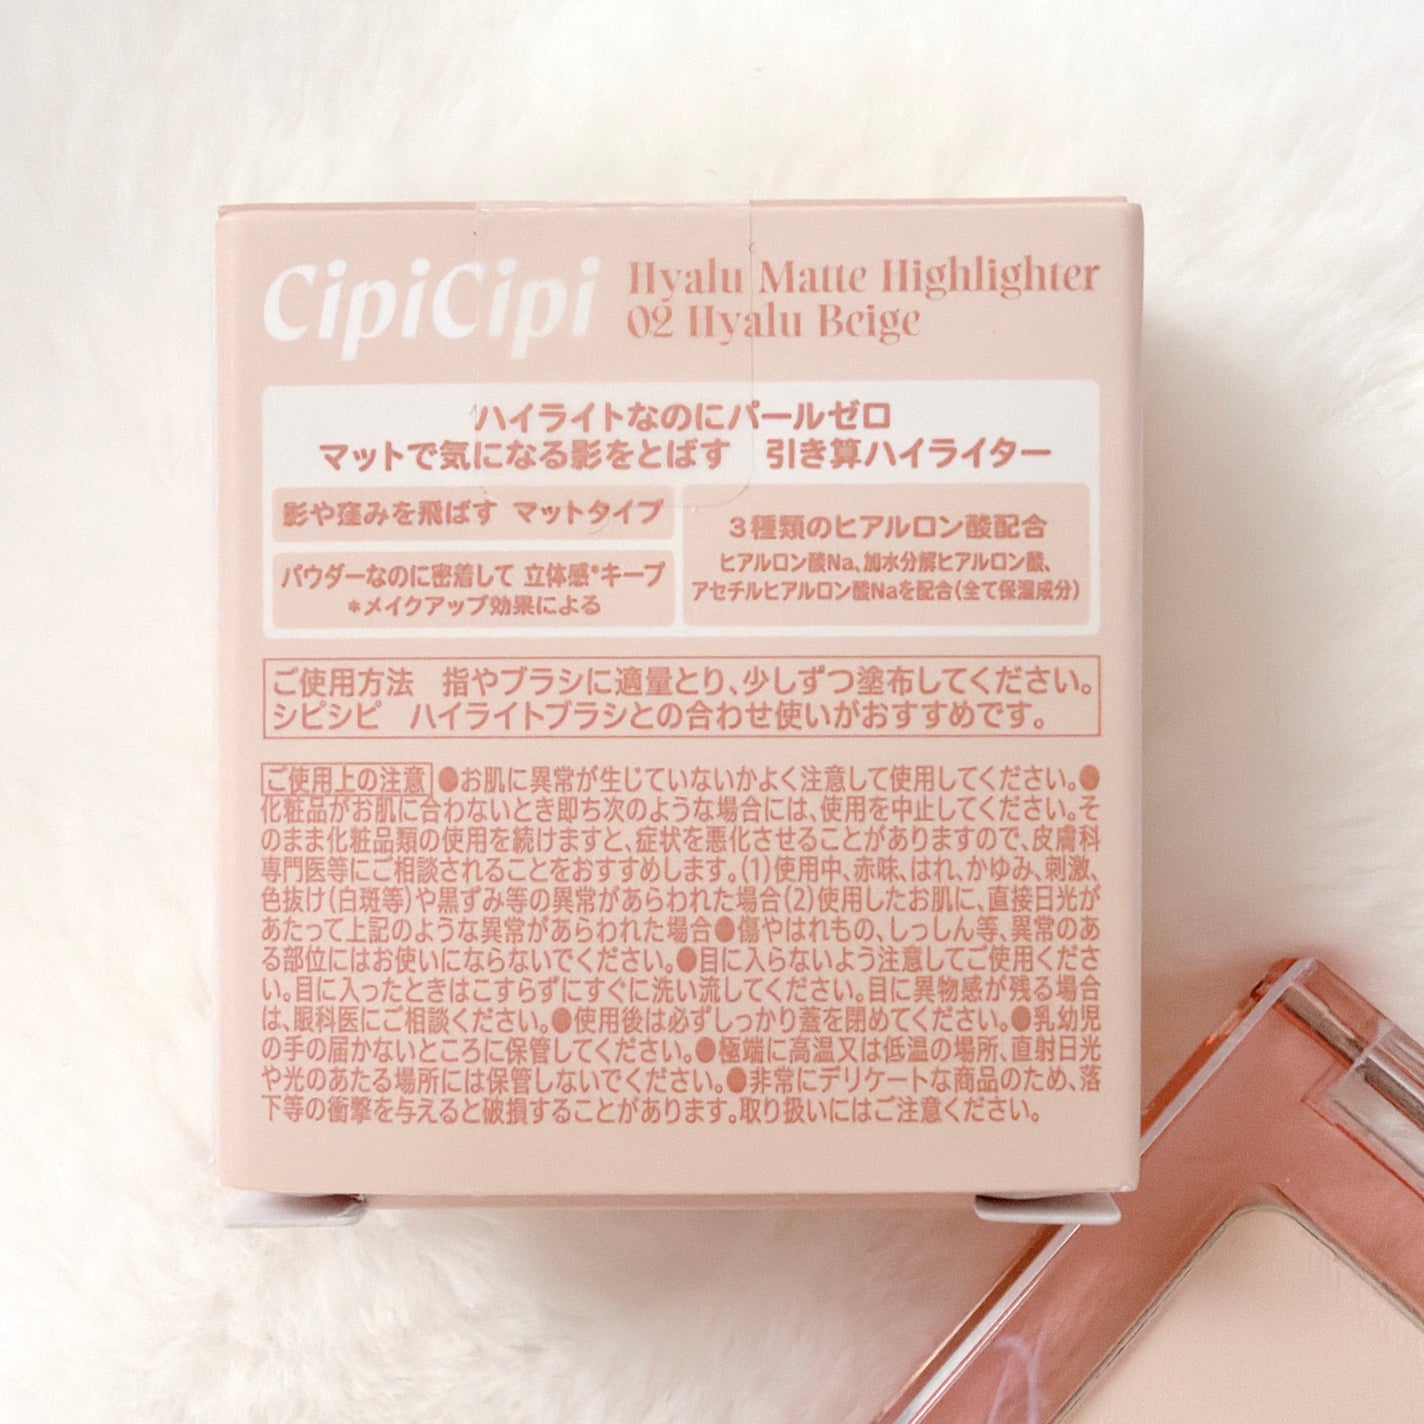 CipiCipi
Hyalu Matte Highlighter
02 Hyalu Beige
ハイライトなのにパールゼロ
マットで気になる影をとばす 引き算ハイライター
影や窪みを飛ばす マットタイプ
パウダーなのに密着して 立体感*キープ
*メイクアップ効果による
3種類のヒアルロン酸配合
ヒアルロン酸Na、加水分解ヒアルロン酸、
アセチルヒアルロン酸Naを配合(全て保湿成分)
ご使用方法 指やブラシに適量とり、少しずつ塗布してください。
シピシピ ハイライトブラシとの合わせ使いがおすすめです。
ご使用上の注意 ●お肌に異常が生じていないかよく注意して使用してください。●
化粧品がお肌に合わないとき即ち次のような場合には、使用を中止してください。そ
のまま化粧品類の使用を続けますと、症状を悪化させることがありますので、皮膚科
専門医等にご相談されることをおすすめします。(1)使用中、赤味、はれ、かゆみ、刺激、
色抜け(白斑等)や黒ずみ等の異常があらわれた場合(2)使用したお肌に、直接日光が
あたって上記のような異常があらわれた場合●傷やはれもの、しっしん等、異常のあ
る部位にはお使いにならないでください。●目に入らないよう注意してご使用くださ
い。目に入ったときはこすらずにすぐに洗い流してください。目に異物感が残る場合
は、眼科医にご相談ください。●使用後は必ずしっかり蓋を閉めてください。●乳幼児
の手の届かないところに保管してください。●極端に高温又は低温の場所、直射日光
や光のあたる場所には保管しないでください。●非常にデリケートな商品のため、落
下等の衝撃を与えると破損することがあります。取り扱いにはご注意ください。